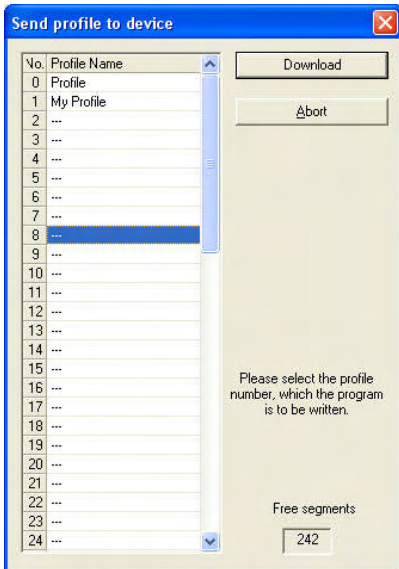 Send profile to device
No. Profile Name
0 Profile
1 My Profile
2 ---
3 ---
4 ---
5 ---
6 ---
7 ---
8 ---
9 ---
10 ---
11 ---
12 ---
13 ---
14 ---
15 ---
16 ---
17 ---
18 ---
19 ---
20 ---
21 ---
22 ---
23 ---
24 ---
Download
Abort
Please select the profile
number, which the program
is to be written.
Free segments
242